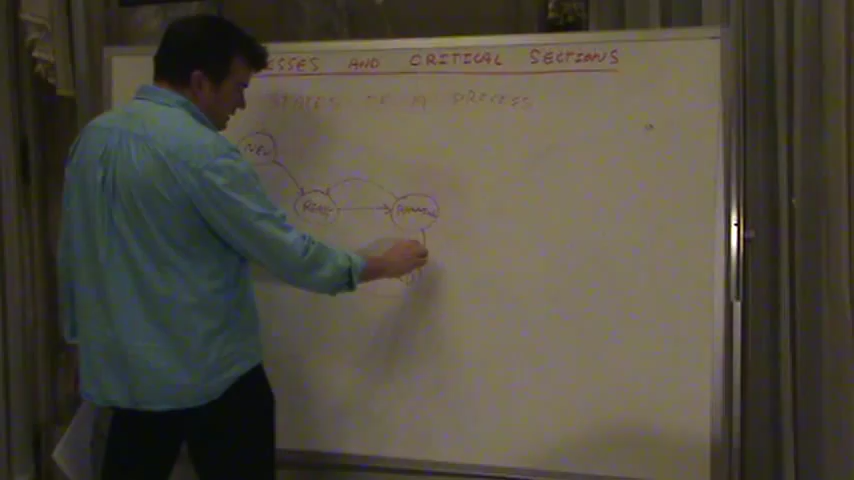 ESSES AND CRITICAL SECTIONS
STATES OF A PROCESS
NEW
READY
RUNNING